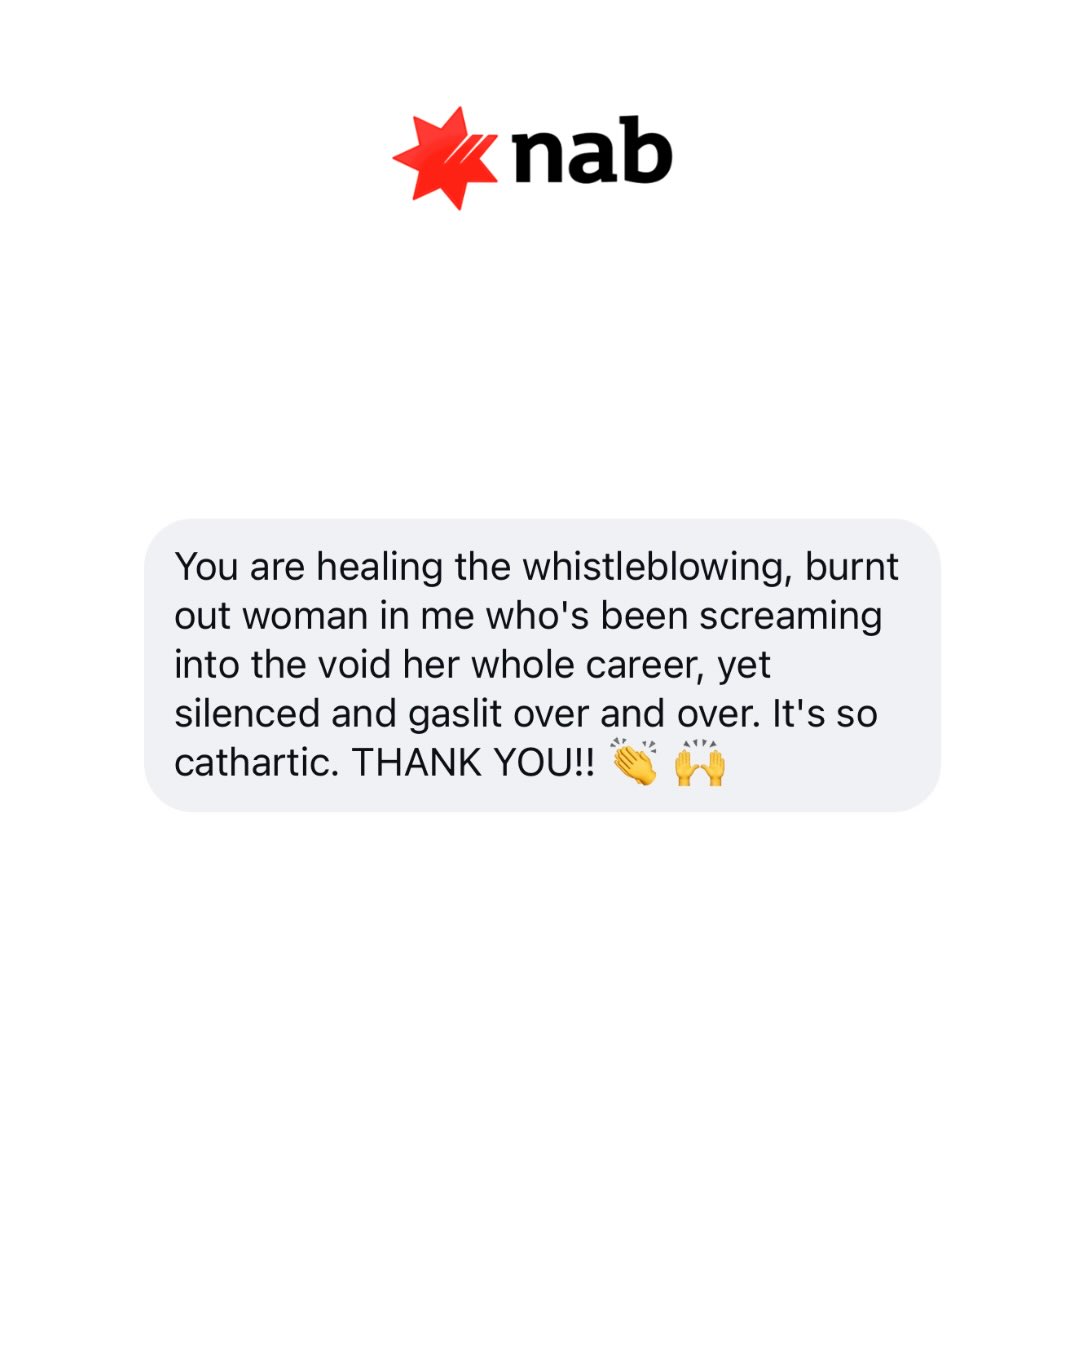 nab
You are healing the whistleblowing, burnt
out woman in me who's been screaming
into the void her whole career, yet
silenced and gaslit over and over. It's so
cathartic. THANK YOU!! 👏 🙌